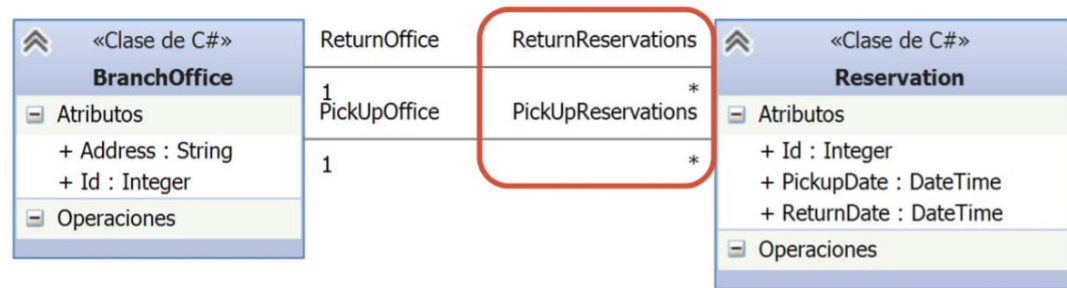 «Clase de C#»
BranchOffice
Atributos
+ Address : String
+ Id : Integer
Operaciones
ReturnOffice
ReturnReservations
1
*
PickUpOffice
PickUpReservations
1
*
«Clase de C#»
Reservation
Atributos
+ Id : Integer
+ PickupDate : DateTime
+ ReturnDate : DateTime
Operaciones